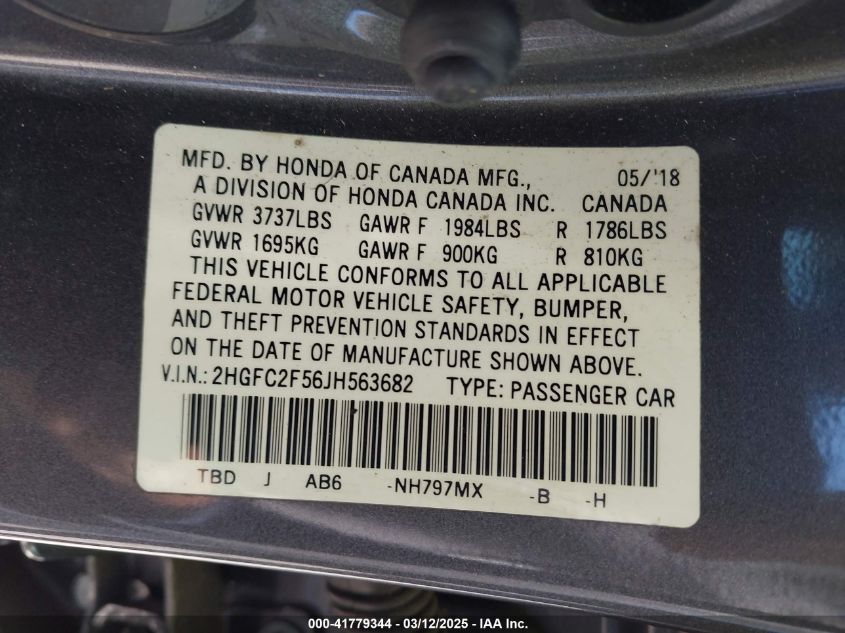 MFD. BY HONDA OF CANADA MFG., 05/'18
A DIVISION OF HONDA CANADA INC. CANADA
GVWR 3737LBS GAWR F 1984LBS R 1786LBS
GVWR 1695KG GAWR F 900KG R 810KG
THIS VEHICLE CONFORMS TO ALL APPLICABLE
FEDERAL MOTOR VEHICLE SAFETY, BUMPER,
AND THEFT PREVENTION STANDARDS IN EFFECT
ON THE DATE OF MANUFACTURE SHOWN ABOVE.
V.I.N.: 2HGFC2F56JH563682 TYPE: PASSENGER CAR
TBD J AB6 -NH797MX -B -H
000-41779344 - 03/12/2025 - IAA Inc.